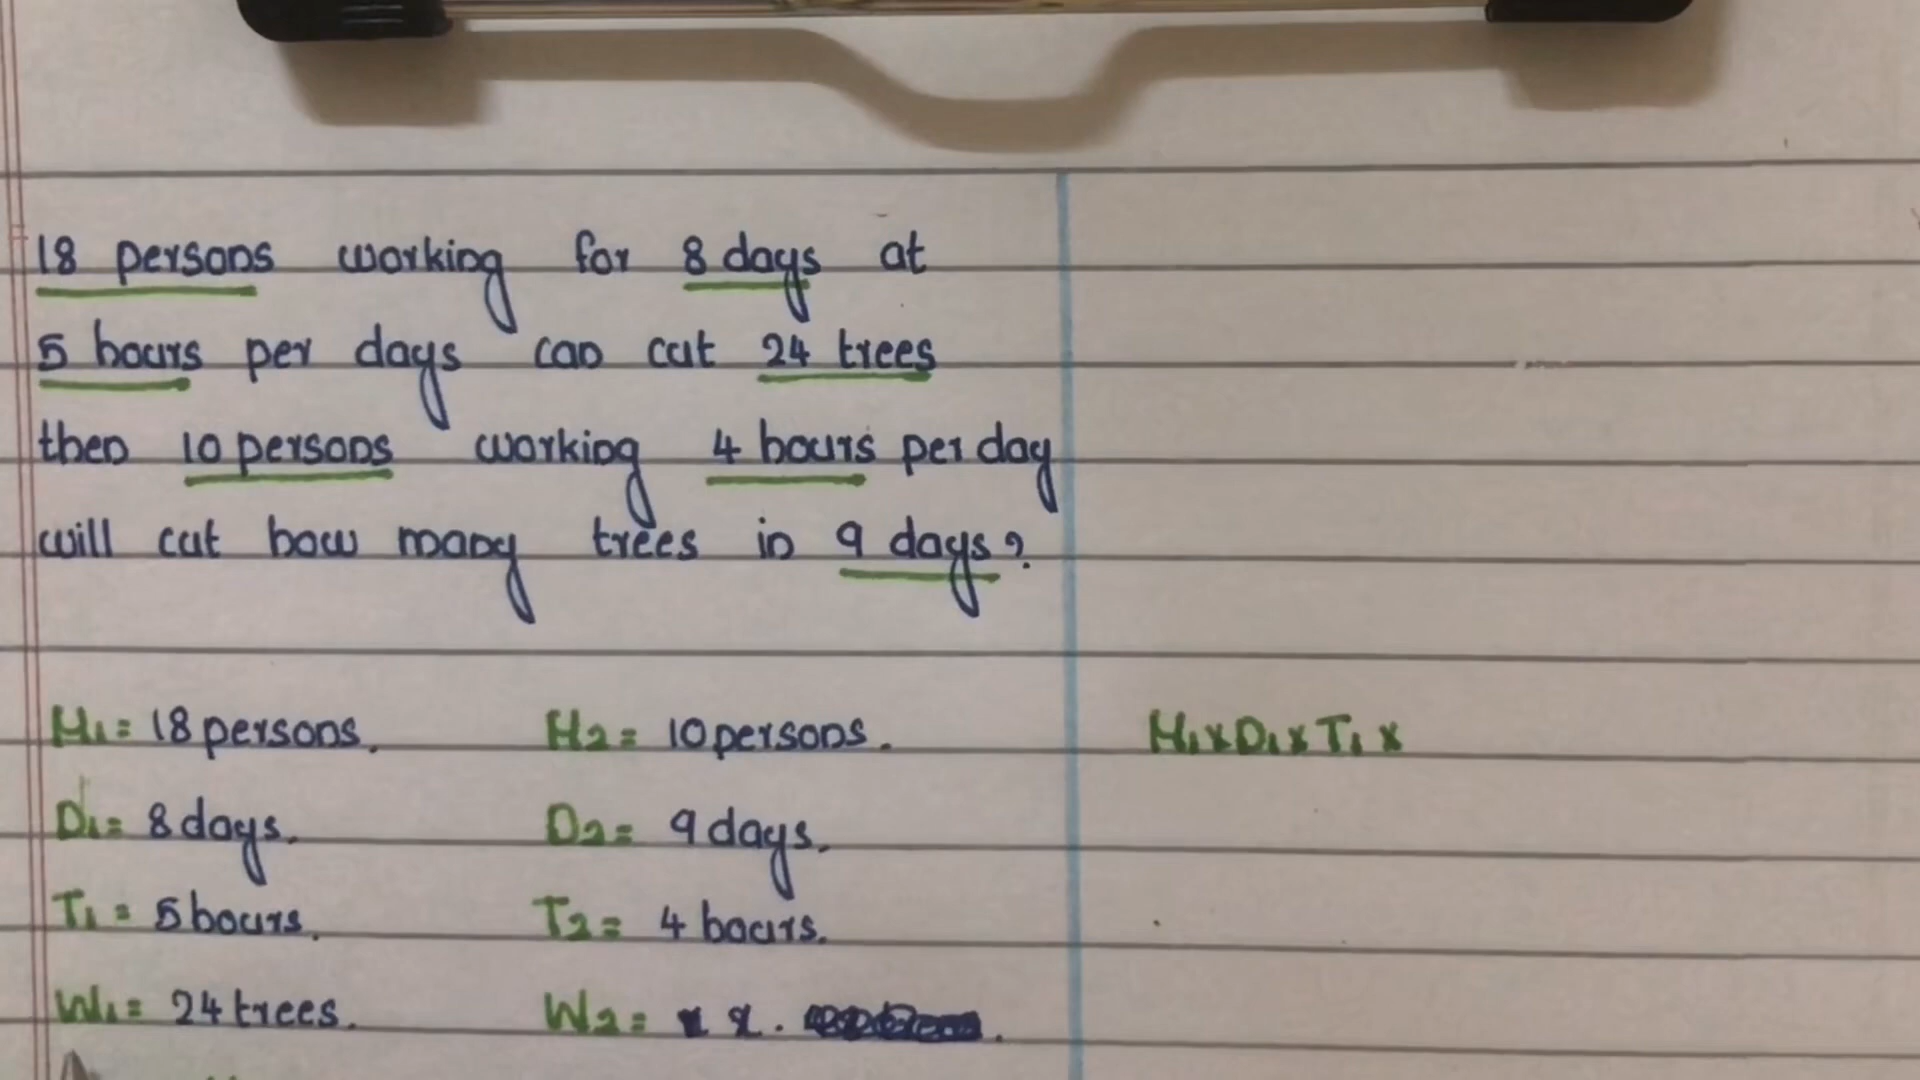 18 persons working for 8 days at
5 hours per days can cut 24 trees
then 10 persons working 4 hours per day
will cut how many trees in 9 days?
M1= 18 persons. M2= 10 persons. M1×D1×T1×
D1= 8 days. D2= 9 days.
T1= 5 hours. T2= 4 hours.
W1= 24 trees. W2= x.